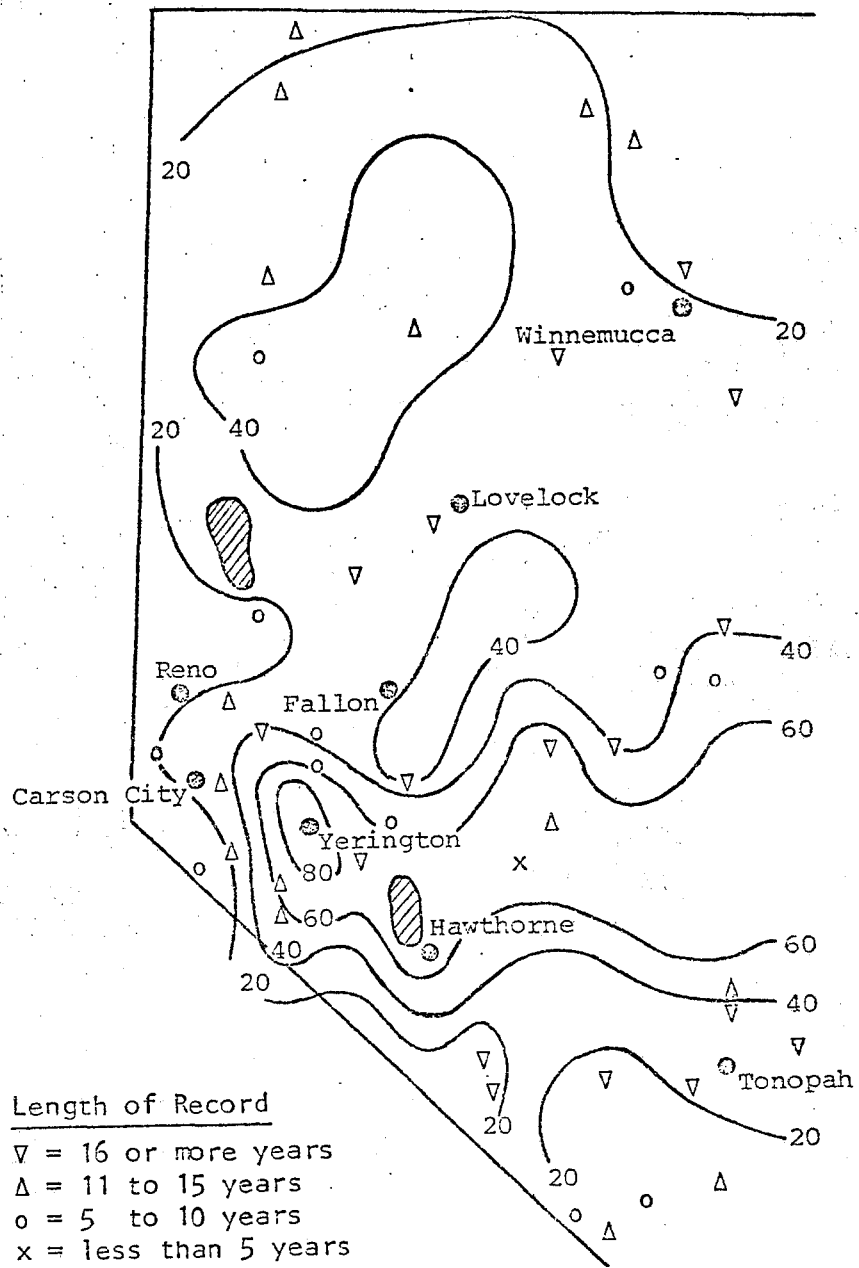 20
Winnemucca
20
20
40
Lovelock
40
40
Reno
Fallon
60
Carson City
Yerington
80
60
Hawthorne
40
60
20
40
Tonopah
20
20
20
Length of Record
∇ = 16 or more years
Δ = 11 to 15 years
o = 5 to 10 years
x = less than 5 years